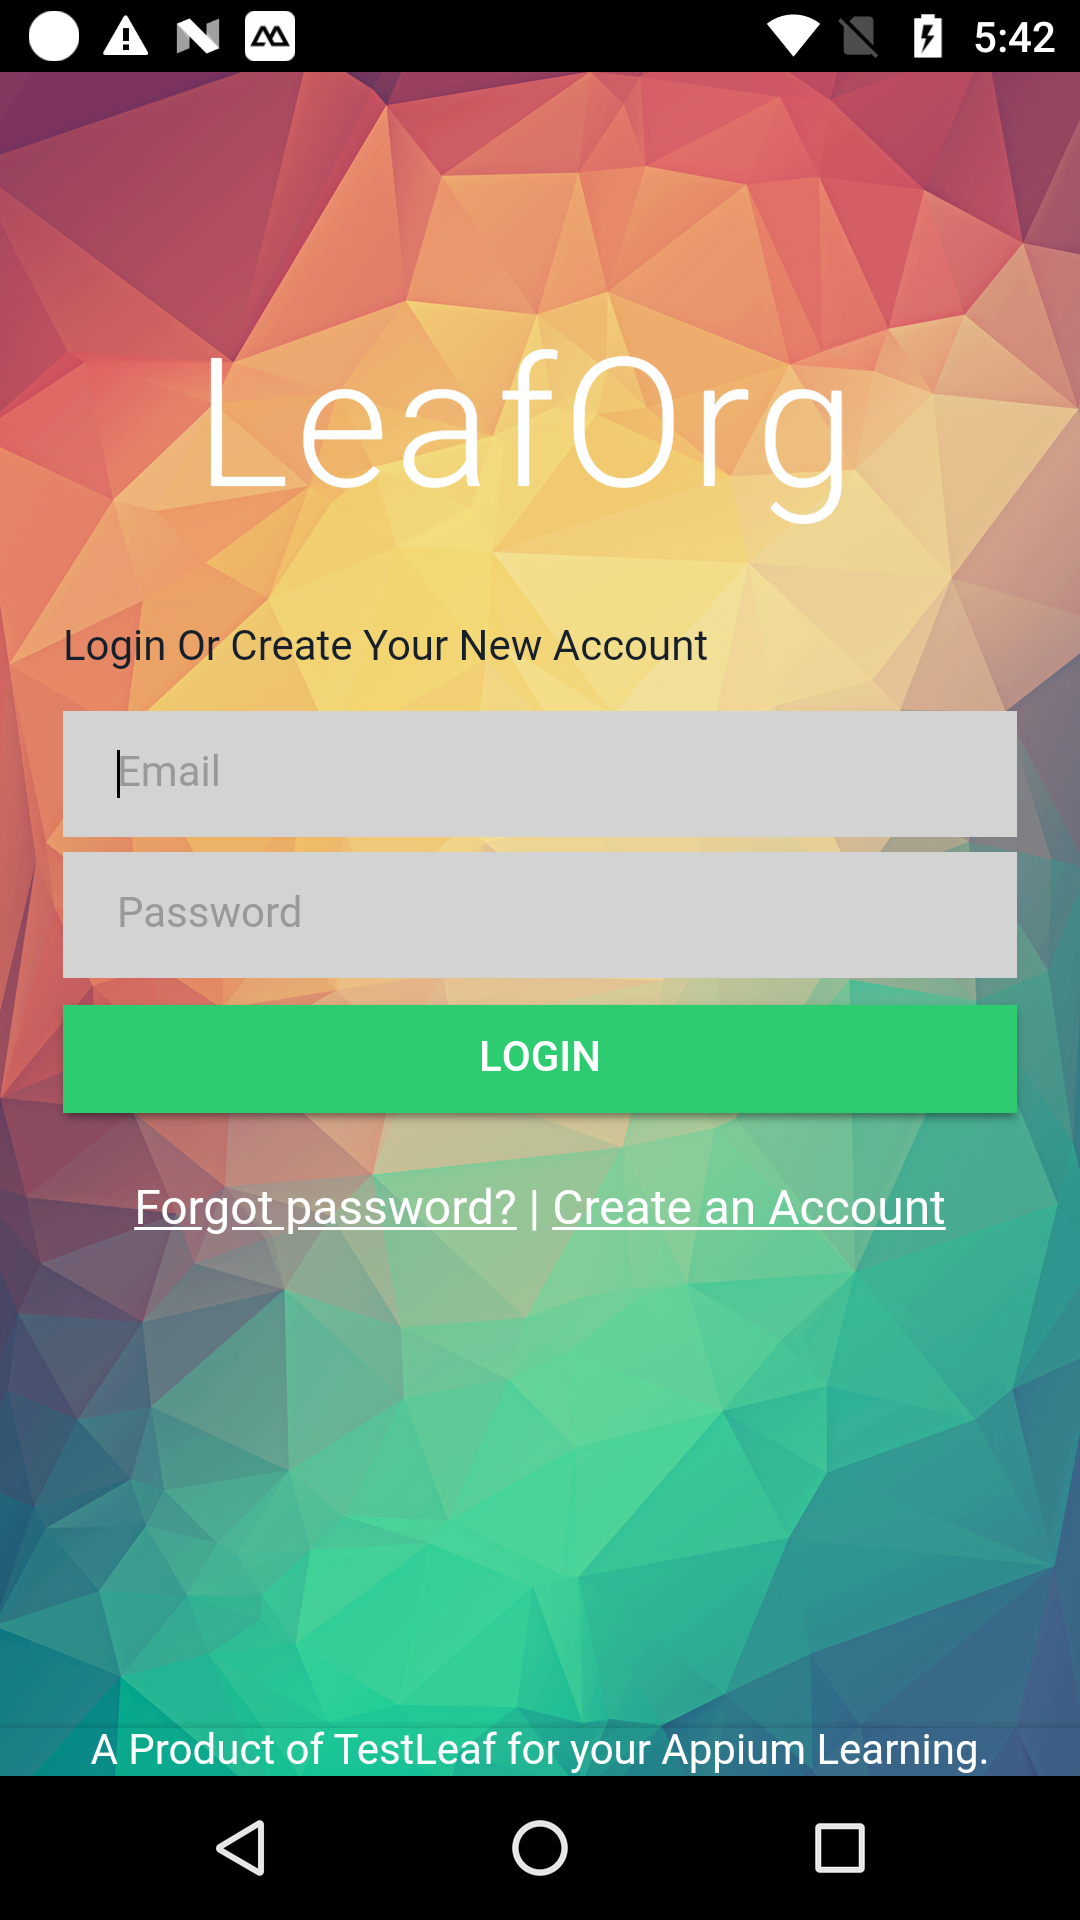 5:42
LeafOrg
Login Or Create Your New Account
Email
Password
LOGIN
Forgot password? | Create an Account
A Product of TestLeaf for your Appium Learning.